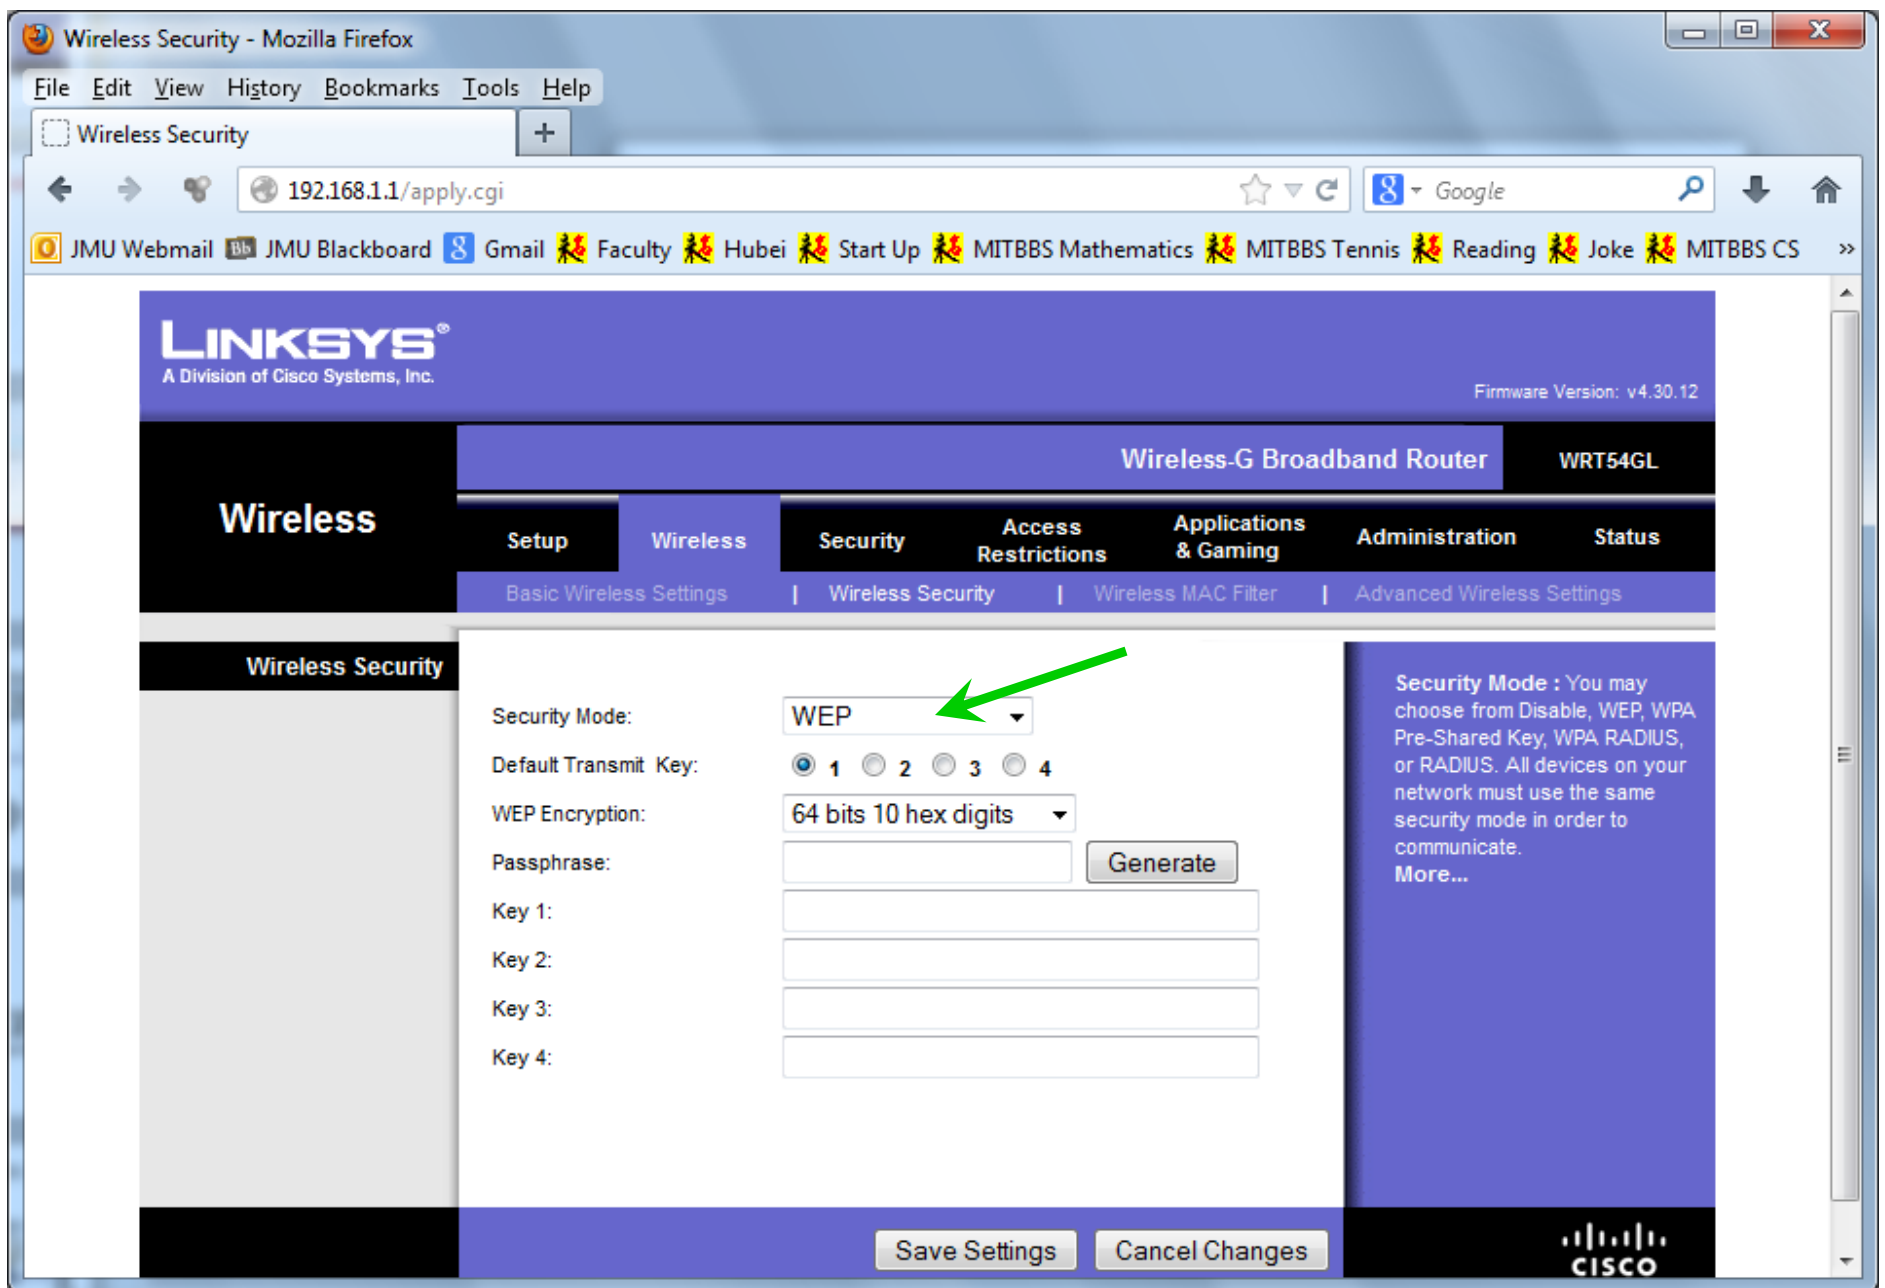 Wireless Security - Mozilla Firefox
File Edit View History Bookmarks Tools Help
Wireless Security +
192.168.1.1/apply.cgi
8 Google
JMU Webmail Bb JMU Blackboard 8 Gmail Faculty Hubei Start Up MITBBS Mathematics MITBBS Tennis Reading Joke MITBBS CS »
LINKSYS®
A Division of Cisco Systems, Inc.
Firmware Version: v4.30.12
Wireless-G Broadband Router WRT54GL
Wireless
Setup Wireless Security Access Restrictions Applications & Gaming Administration Status
Basic Wireless Settings | Wireless Security | Wireless MAC Filter | Advanced Wireless Settings
Wireless Security
Security Mode: WEP
Default Transmit Key: 1 2 3 4
WEP Encryption: 64 bits 10 hex digits
Passphrase: Generate
Key 1:
Key 2:
Key 3:
Key 4:
Security Mode : You may
choose from Disable, WEP, WPA
Pre-Shared Key, WPA RADIUS,
or RADIUS. All devices on your
network must use the same
security mode in order to
communicate.
More...
Save Settings Cancel Changes
CISCO